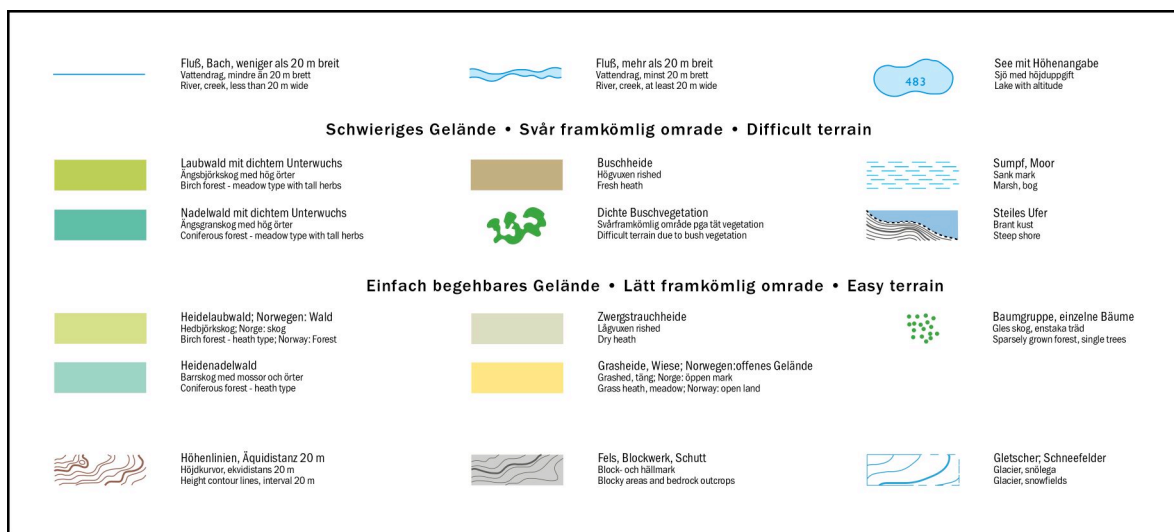 Fluß, Bach, weniger als 20 m breit
Vattendrag, mindre än 20 m brett
River, creek, less than 20 m wide
Fluß, mehr als 20 m breit
Vattendrag, minst 20 m brett
River, creek, at least 20 m wide
483
See mit Höhenangabe
Sjö med höjduppgift
Lake with altitude
Schwieriges Gelände • Svår framkömlig omrade • Difficult terrain
Laubwald mit dichtem Unterwuchs
Ängsbjörkskog med hög örter
Birch forest - meadow type with tall herbs
Buschheide
Högvuxen rished
Fresh heath
Sumpf, Moor
Sank mark
Marsh, bog
Nadelwald mit dichtem Unterwuchs
Ängsgranskog med hög örter
Coniferous forest - meadow type with tall herbs
Dichte Buschvegetation
Svårframkömlig område pga tät vegetation
Difficult terrain due to bush vegetation
Steiles Ufer
Brant kust
Steep shore
Einfach begehbares Gelände • Lätt framkömlig omrade • Easy terrain
Heidelaubwald; Norwegen: Wald
Hedbjörkskog; Norge: skog
Birch forest - heath type; Norway: Forest
Zwergstrauchheide
Lågvuxen rished
Dry heath
Baumgruppe, einzelne Bäume
Gles skog, enstaka träd
Sparsely grown forest, single trees
Heidenadelwald
Barrskog med mossor och örter
Coniferous forest - heath type
Grasheide, Wiese; Norwegen:offenes Gelände
Grashed, täng; Norge: öppen mark
Grass heath, meadow; Norway: open land
Höhenlinien, Äquidistanz 20 m
Höjdkurvor, ekvidistans 20 m
Height contour lines, interval 20 m
Fels, Blockwerk, Schutt
Block- och hällmark
Blocky areas and bedrock outcrops
Gletscher; Schneefelder
Glacier, snölega
Glacier, snowfields